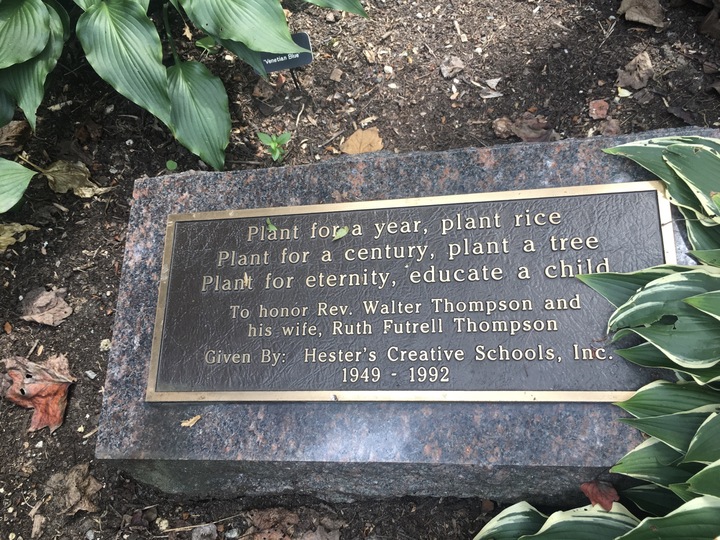 "Venetian Blue
Plant for a year, plant rice
Plant for a century, plant a tree
Plant for eternity, educate a child
To honor Rev. Walter Thompson and
his wife, Ruth Futrell Thompson
Given By: Hester's Creative Schools, Inc.
1949 - 1992